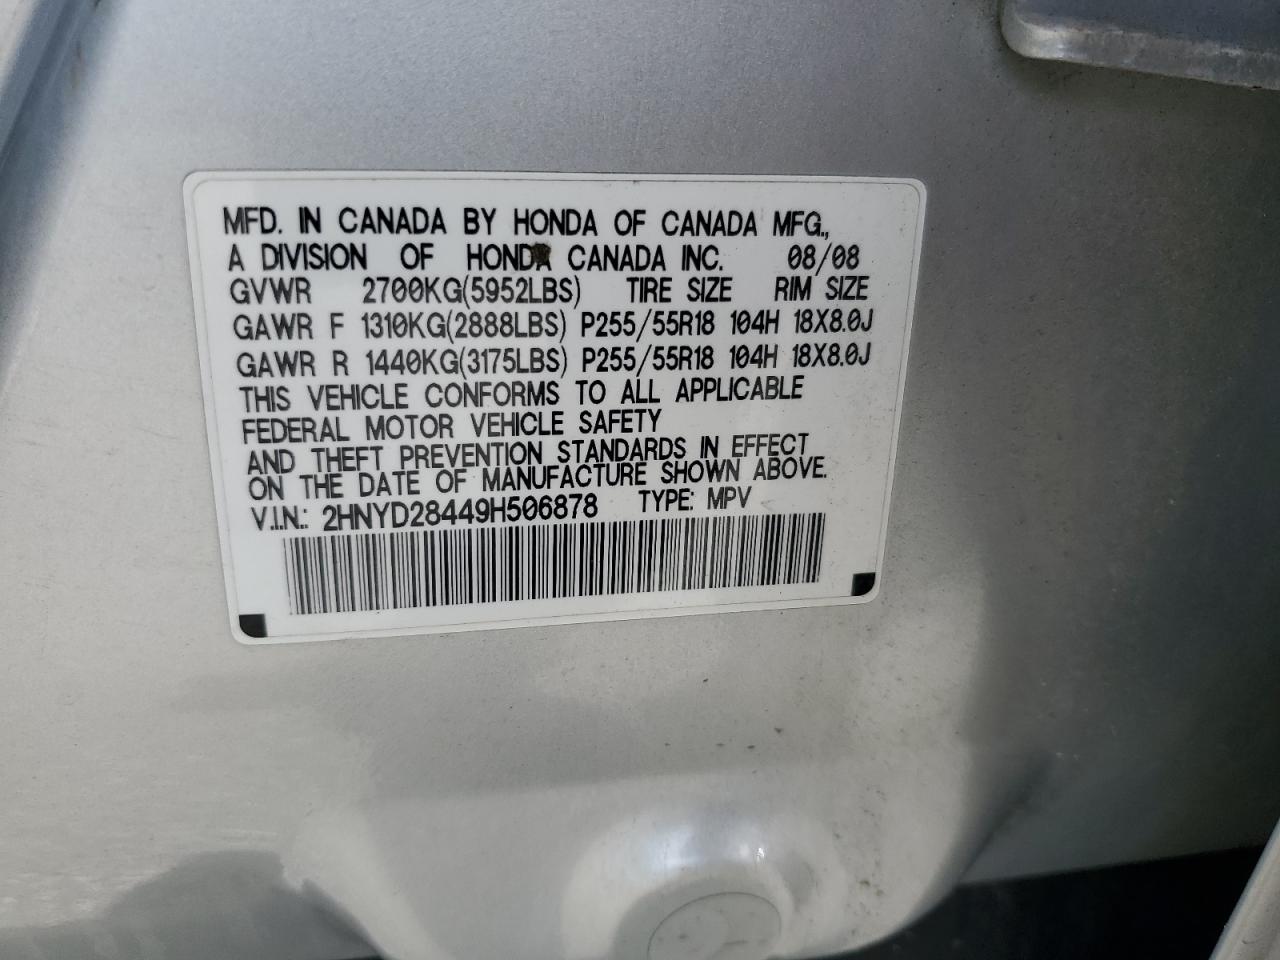 MFD. IN CANADA BY HONDA OF CANADA MFG.,
A DIVISION OF HONDA CANADA INC. 08/08
GVWR 2700KG(5952LBS) TIRE SIZE RIM SIZE
GAWR F 1310KG(2888LBS) P255/55R18 104H 18X8.0J
GAWR R 1440KG(3175LBS) P255/55R18 104H 18X8.0J
THIS VEHICLE CONFORMS TO ALL APPLICABLE
FEDERAL MOTOR VEHICLE SAFETY
AND THEFT PREVENTION STANDARDS IN EFFECT
ON THE DATE OF MANUFACTURE SHOWN ABOVE.
V.I.N.: 2HNYD28449H506878 TYPE: MPV